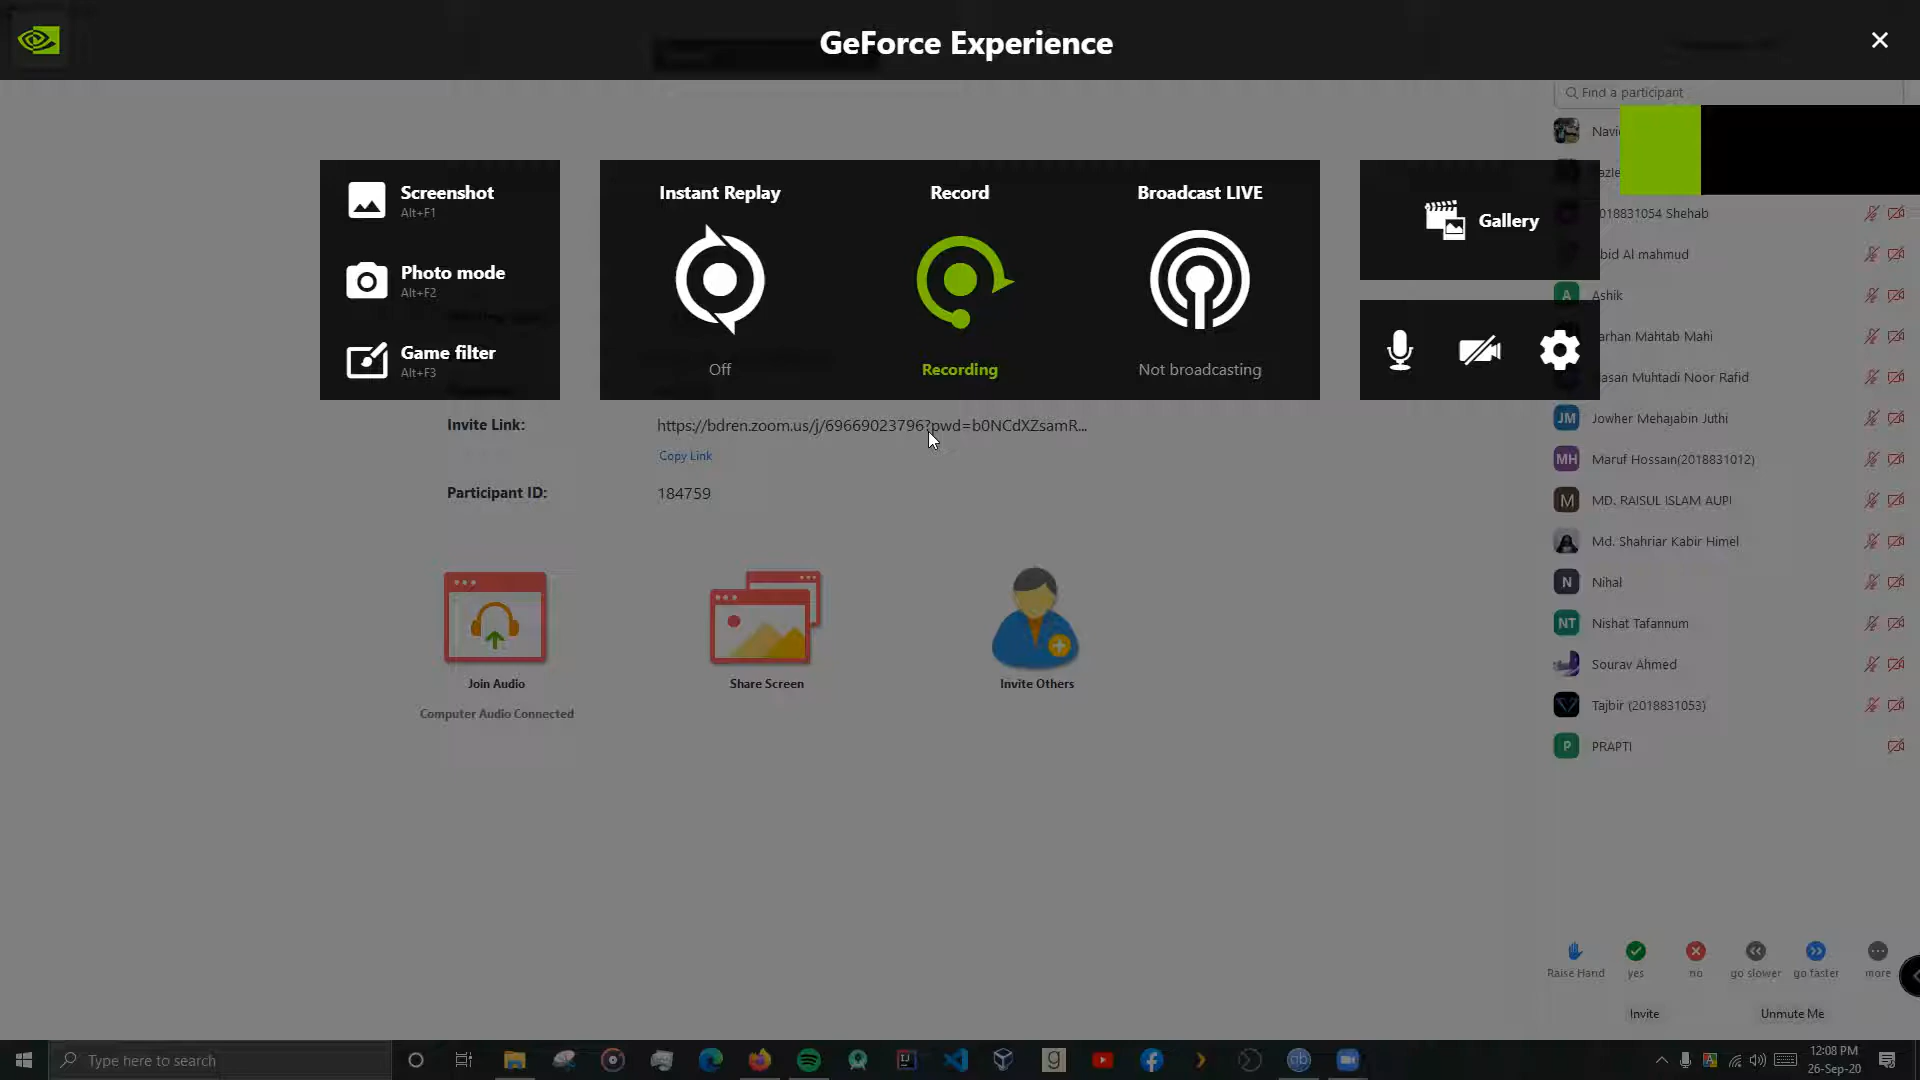 GeForce Experience
Find a participant
Navi
Screenshot
Alt+F1
Photo mode
Alt+F2
Game filter
Alt+F3
Instant Replay
Off
Record
Recording
Broadcast LIVE
Not broadcasting
Gallery
azle
018831054 Shehab
bid Al mahmud
A Ashik
arhan Mahtab Mahi
asan Muhtadi Noor Rafid
JM Jowher Mehajabin Juthi
MH Maruf Hossain(2018831012)
M MD. RAISUL ISLAM AUPI
Md. Shahriar Kabir Himel
N Nihal
NT Nishat Tafannum
Sourav Ahmed
Tajbir (2018831053)
P PRAPTI
Invite Link:
https://bdren.zoom.us/j/69669023796?pwd=b0NCdXZsamR...
Copy Link
Participant ID:
184759
Join Audio
Computer Audio Connected
Share Screen
Invite Others
Raise Hand
yes
no
go slower
go faster
more
Invite
Unmute Me
Type here to search
12:08 PM
26-Sep-20